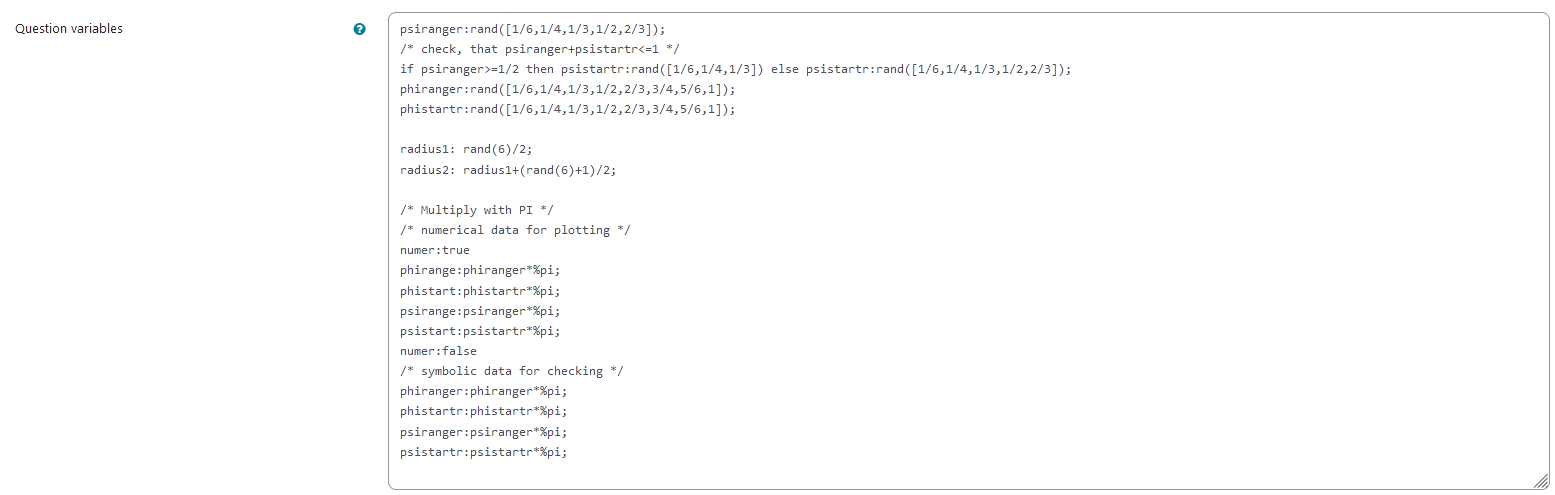 Question variables
psiranger:rand([1/6,1/4,1/3,1/2,2/3]);
/* check, that psiranger+psistartr<=1 */
if psiranger>=1/2 then psistartr:rand([1/6,1/4,1/3]) else psistartr:rand([1/6,1/4,1/3,1/2,2/3]);
phiranger:rand([1/6,1/4,1/3,1/2,2/3,3/4,5/6,1]);
phistartr:rand([1/6,1/4,1/3,1/2,2/3,3/4,5/6,1]);
radius1: rand(6)/2;
radius2: radius1+(rand(6)+1)/2;
/* Multiply with PI */
/* numerical data for plotting */
numer:true
phirange:phiranger*%pi;
phistart:phistartr*%pi;
psirange:psiranger*%pi;
psistart:psistartr*%pi;
numer:false
/* symbolic data for checking */
phiranger:phiranger*%pi;
phistartr:phistartr*%pi;
psiranger:psiranger*%pi;
psistartr:psistartr*%pi;